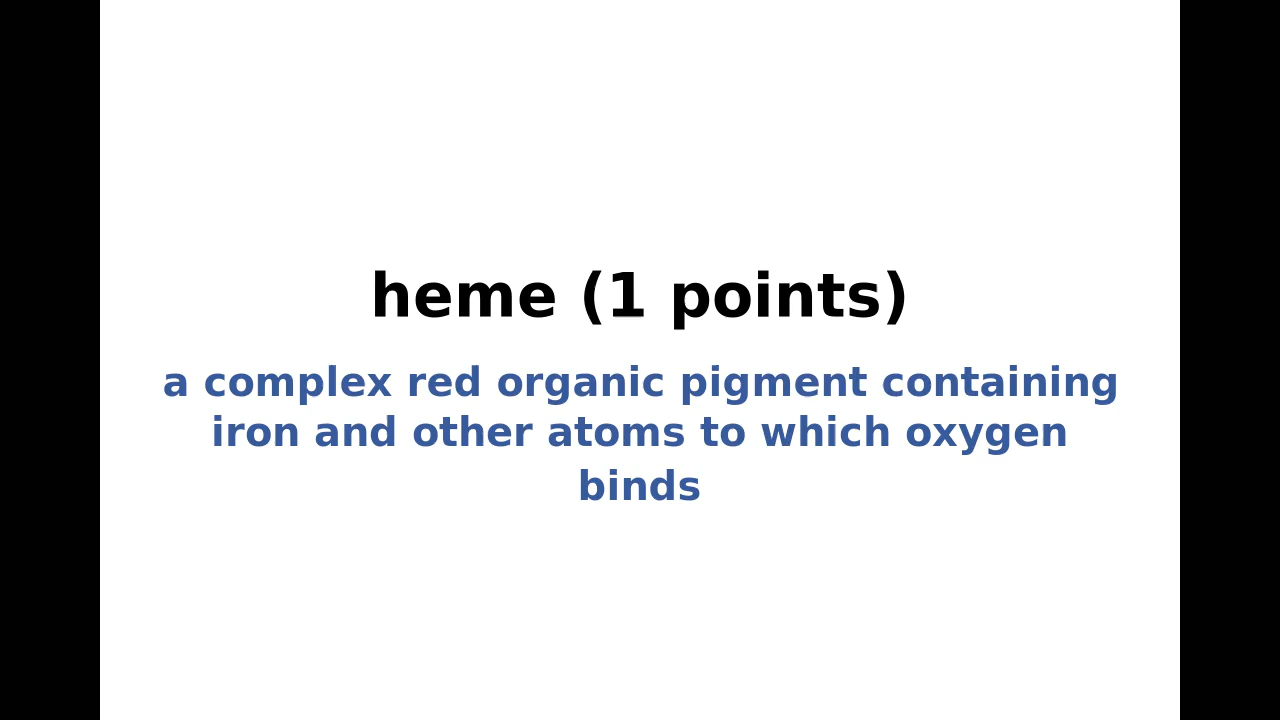 heme (1 points)
a complex red organic pigment containing
iron and other atoms to which oxygen
binds